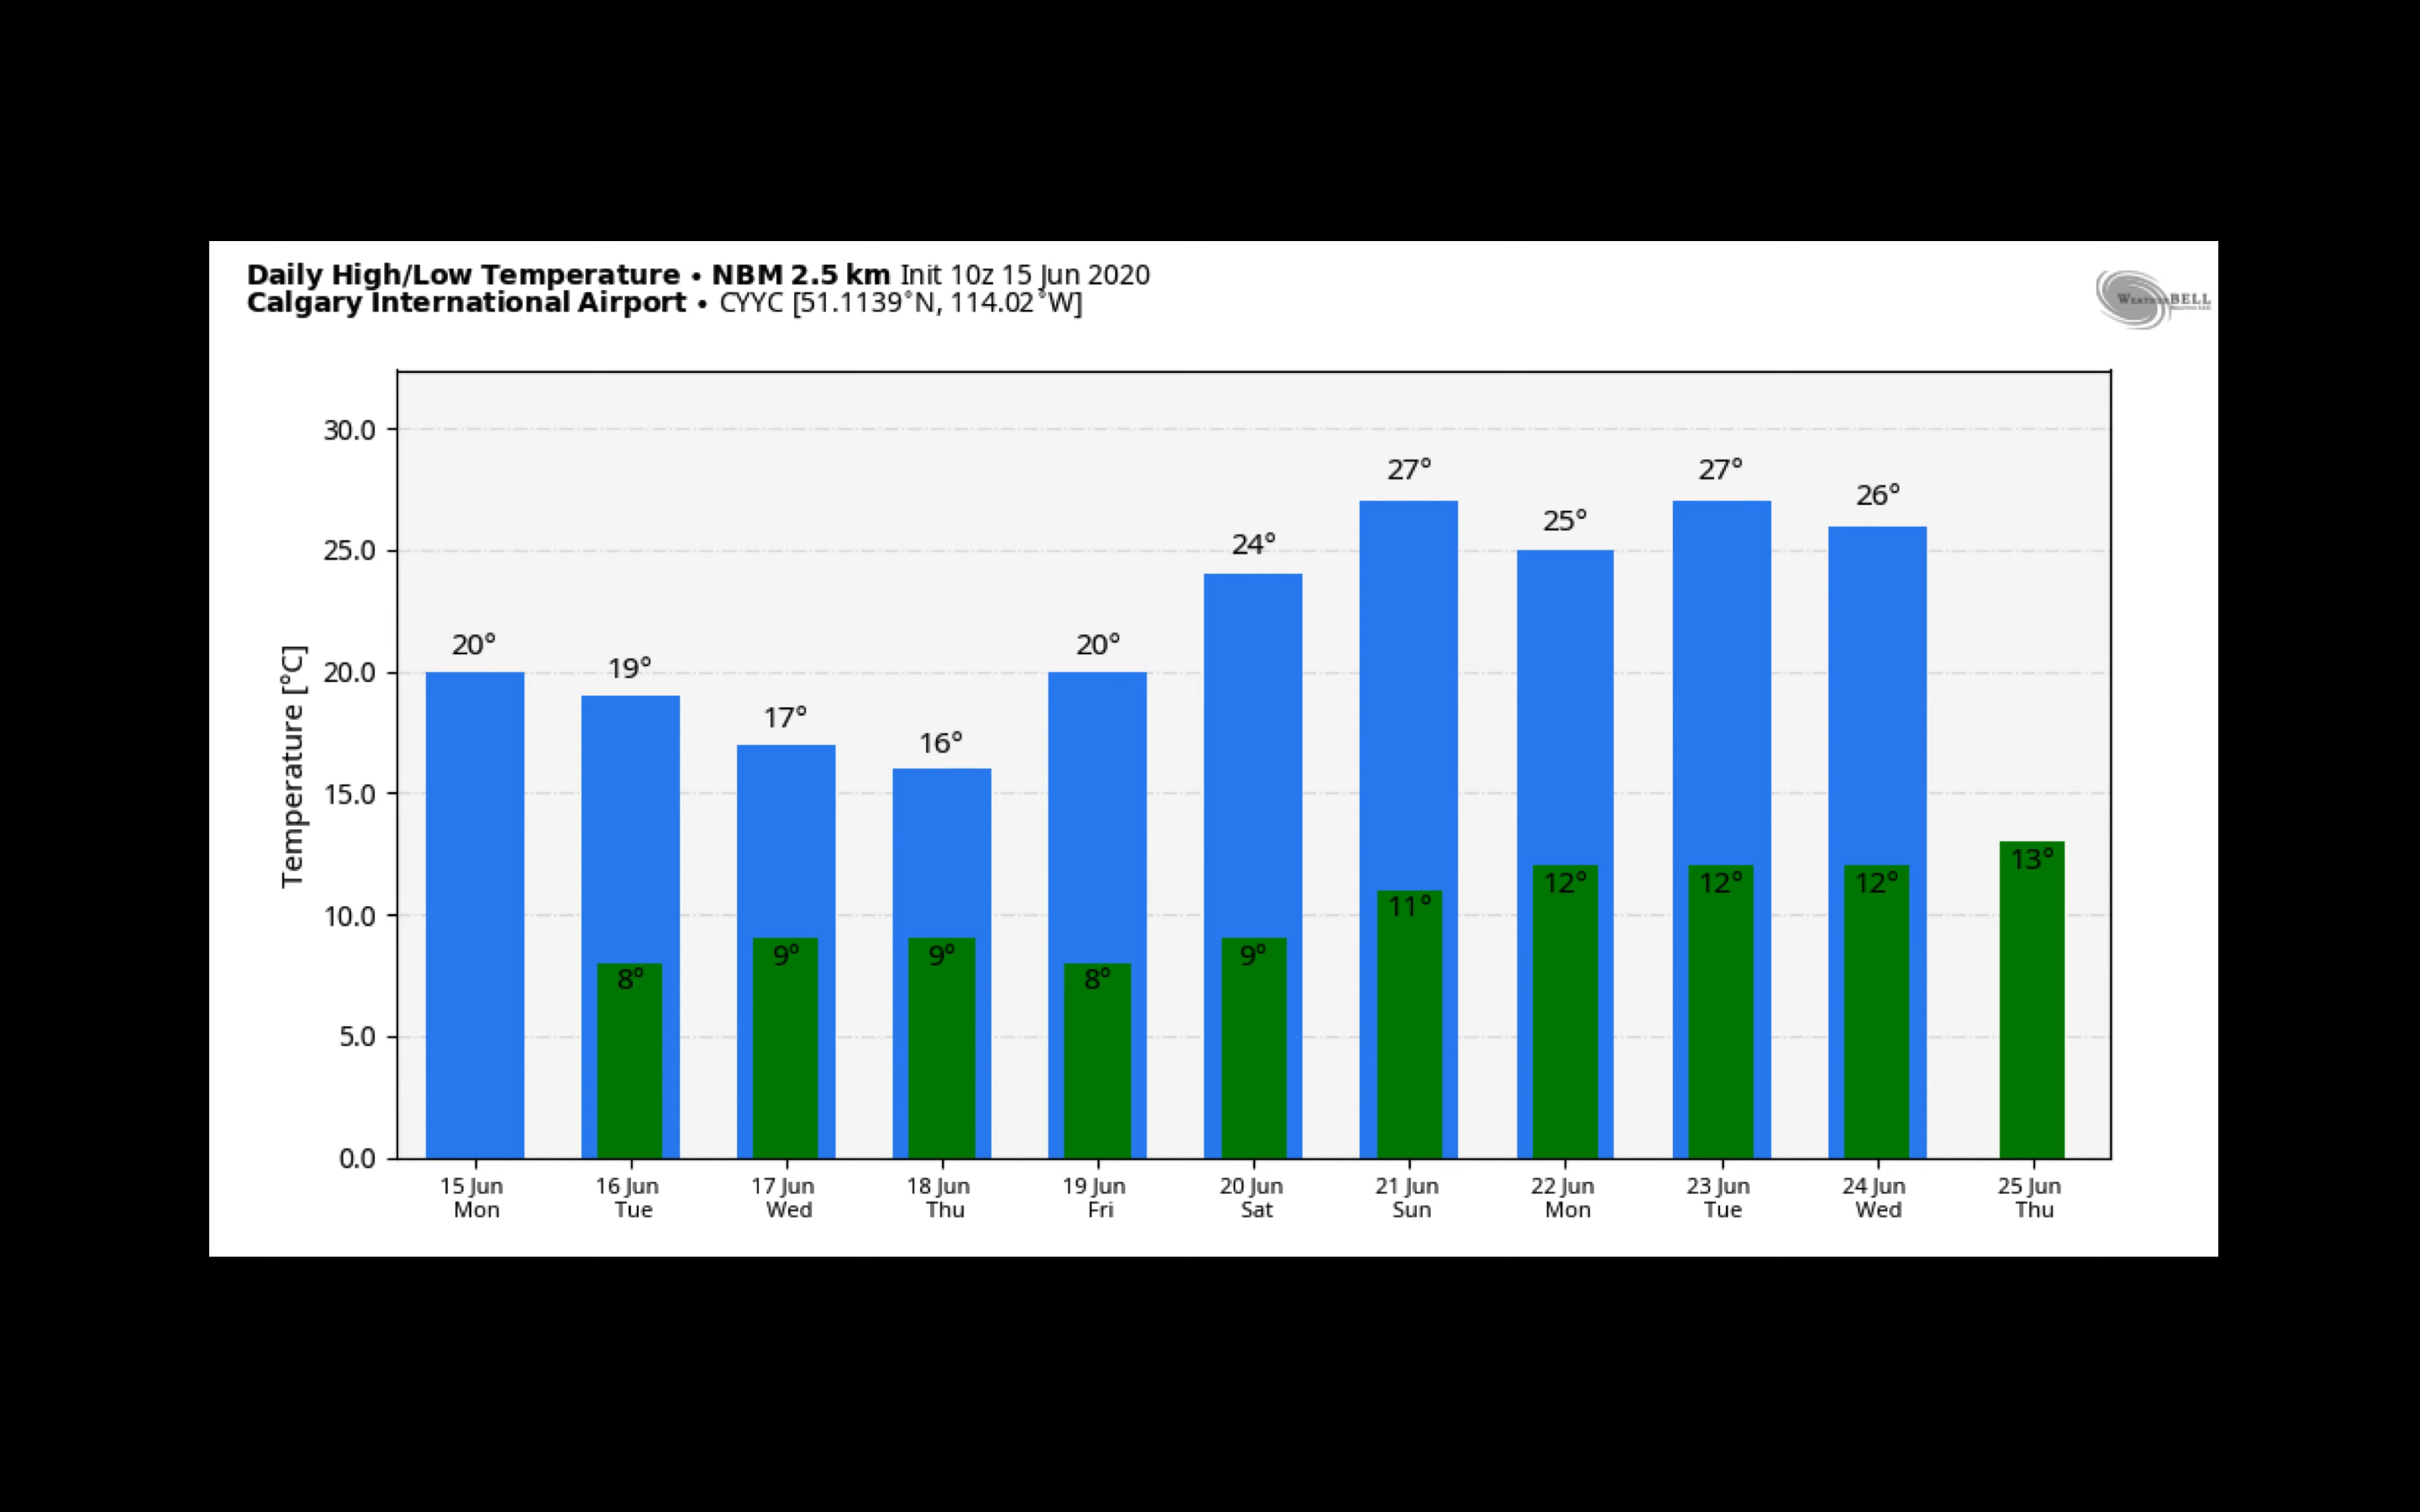 Daily High/Low Temperature • NBM 2.5 km Init 10z 15 Jun 2020
Calgary International Airport • CYYC [51.1139°N, 114.02°W]
WEATHERBELL
Temperature [°C]
30.0
25.0
20.0
15.0
10.0
5.0
0.0
20° 19° 17° 16° 20° 24° 27° 25° 27° 26°
8° 9° 9° 8° 9° 11° 12° 12° 12° 13°
15 Jun 16 Jun 17 Jun 18 Jun 19 Jun 20 Jun 21 Jun 22 Jun 23 Jun 24 Jun 25 Jun
Mon Tue Wed Thu Fri Sat Sun Mon Tue Wed Thu